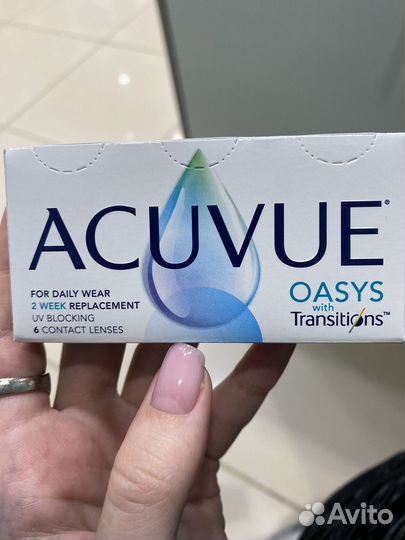 ACUVUE®
FOR DAILY WEAR
2 WEEK REPLACEMENT
UV BLOCKING
6 CONTACT LENSES
OASYS
with
Transitions™
Avito